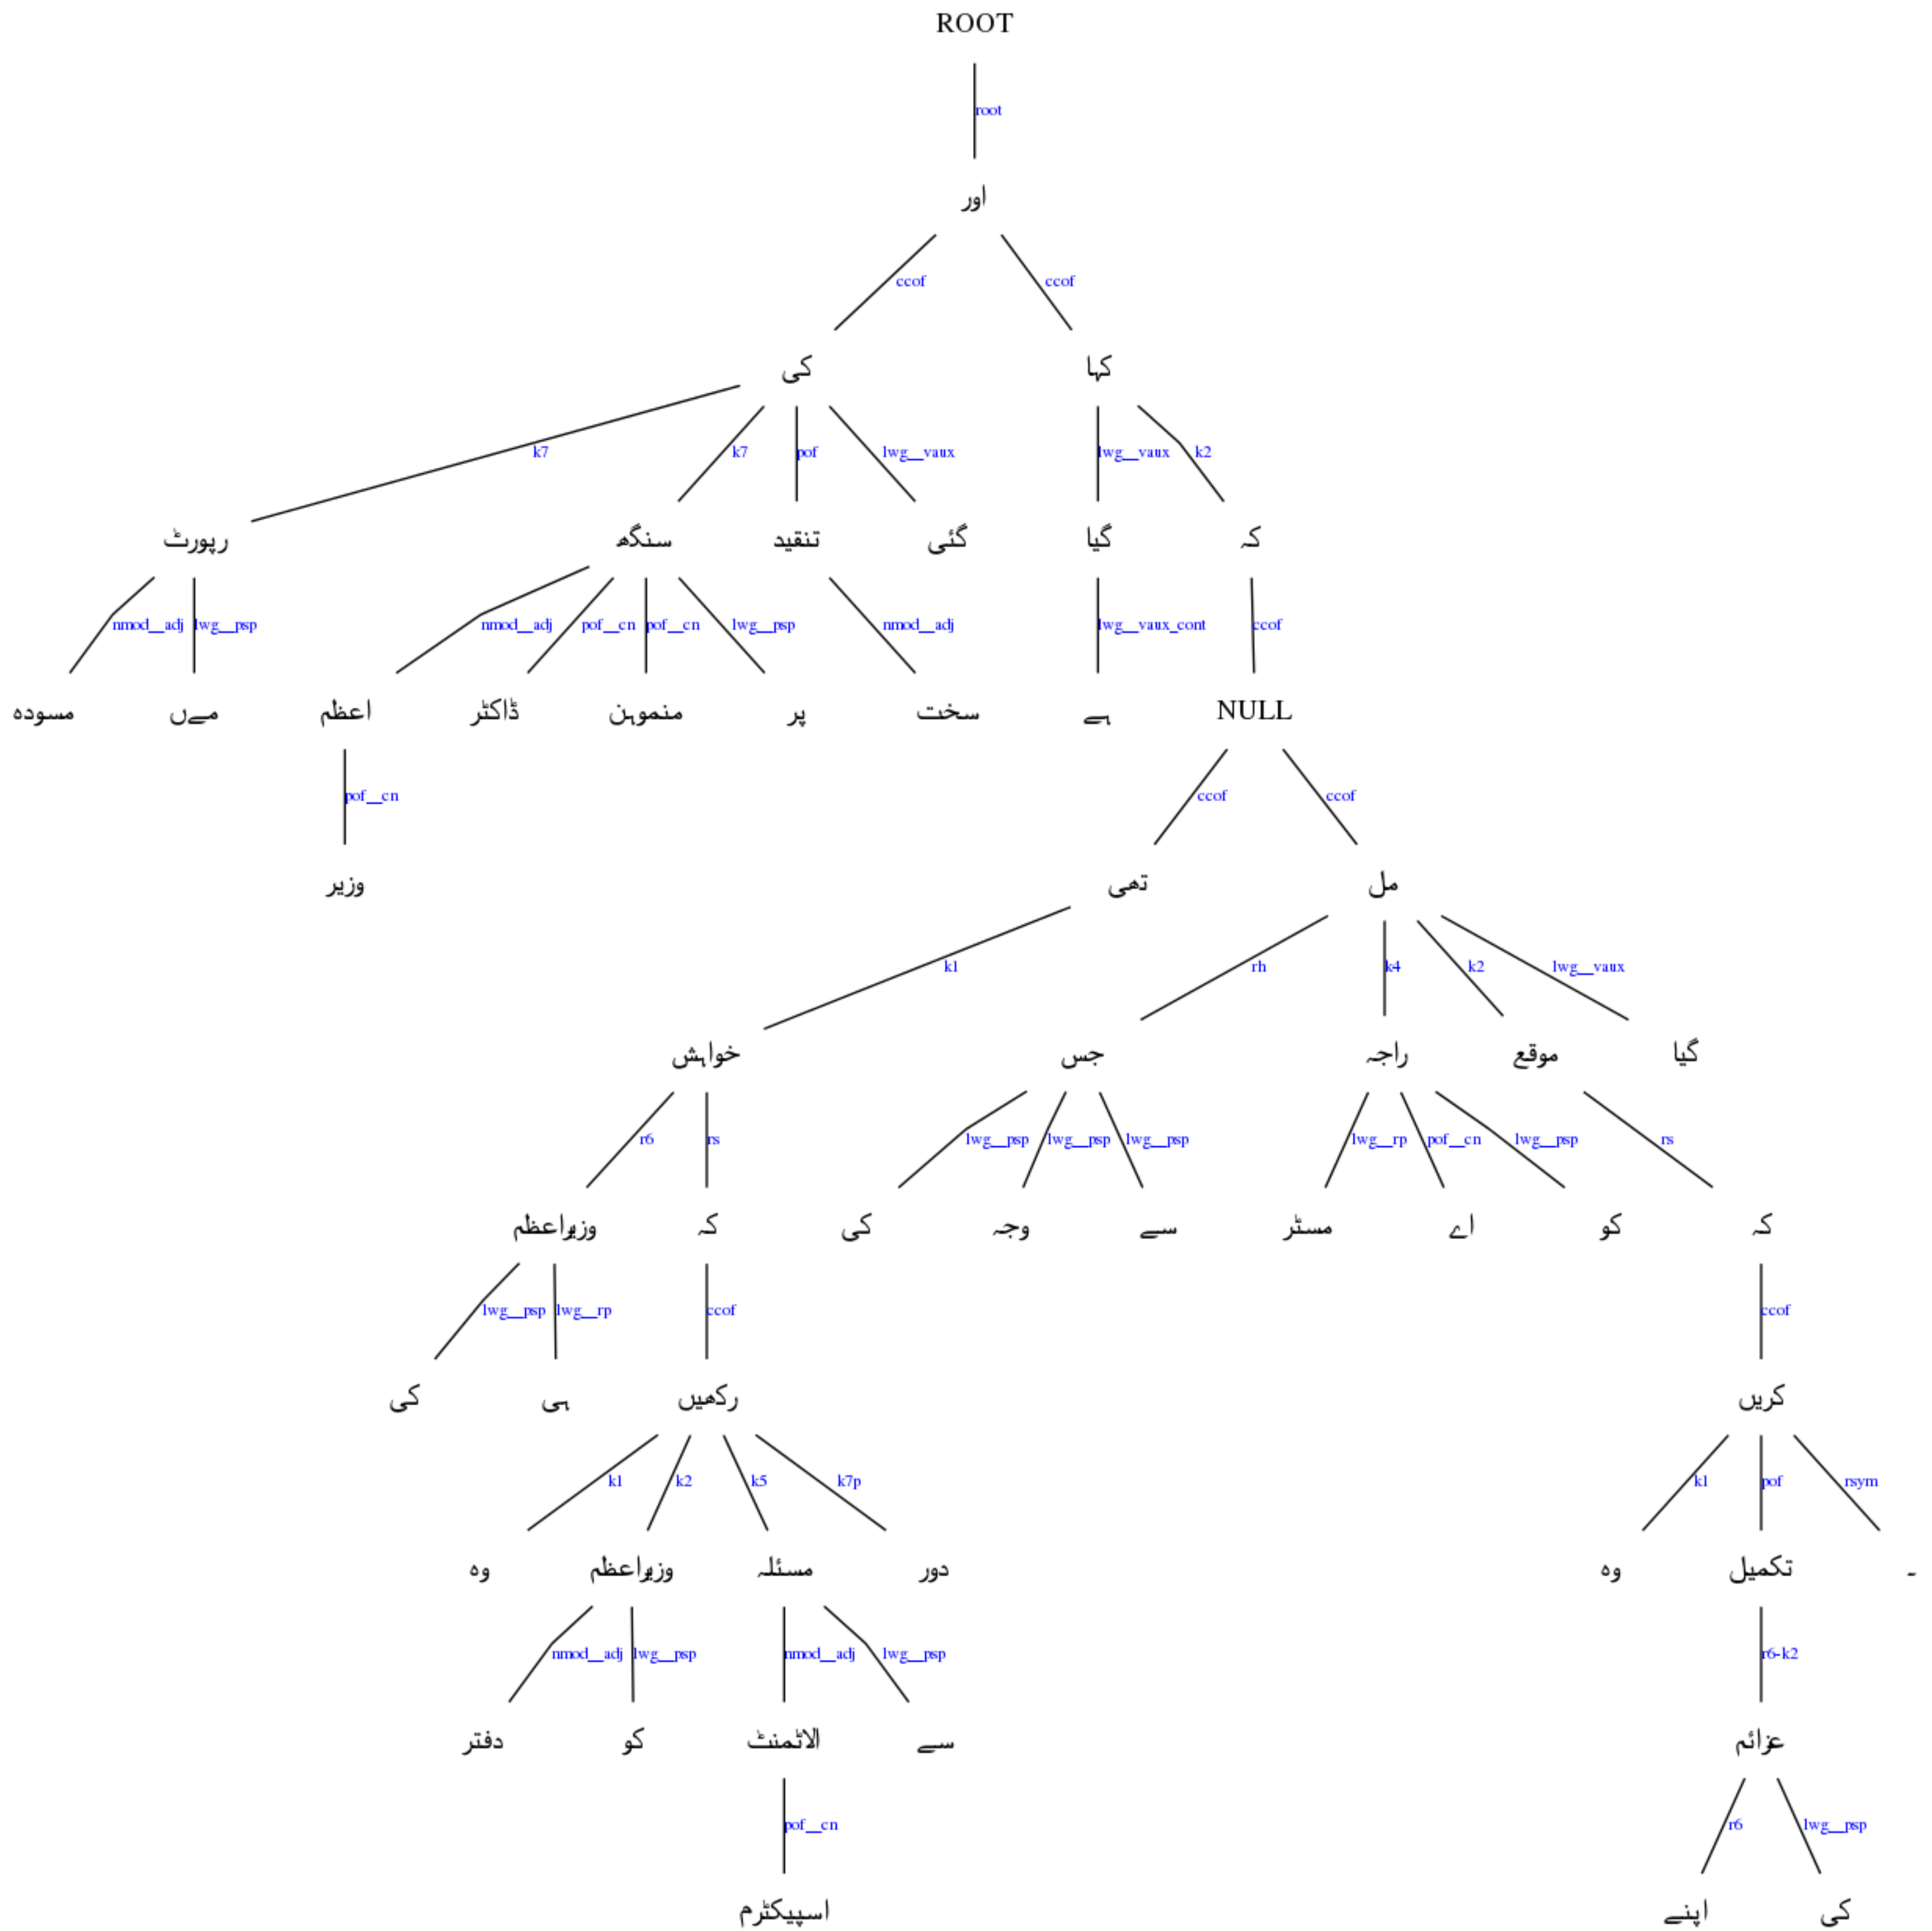 ROOT
root
اور
ccof ccof
کی کہا
k7 k7 pof lwg__vaux lwg__vaux k2
رپورٹ سنگھ تنقید گئی گیا کہ
nmod__adj lwg__psp nmod__adj pof__cn pof__cn lwg__psp nmod__adj lwg__vaux_cont ccof
مسودہ مےں اعظم ڈاکٹر منموہن پر سخت ہے NULL
pof__cn ccof ccof
وزیر تھی مل
k1 rh k4 k2 lwg__vaux
خواہش جس راجہ موقع گیا
r6 rs lwg__psp lwg__psp lwg__psp lwg__rp pof__cn lwg__psp rs
وزیراعظم کہ کی وجہ سے مسٹر اے کو کہ
lwg__psp lwg__rp ccof ccof
کی ہی رکھیں کریں
k1 k2 k5 k7p k1 pof rsym
وہ وزیراعظم مسئلہ دور وہ تکمیل ۔
nmod__adj lwg__psp nmod__adj lwg__psp r6-k2
دفتر کو الاٹمنٹ سے عزائم
pof__cn r6 lwg__psp
اسپیکٹرم اپنے کی